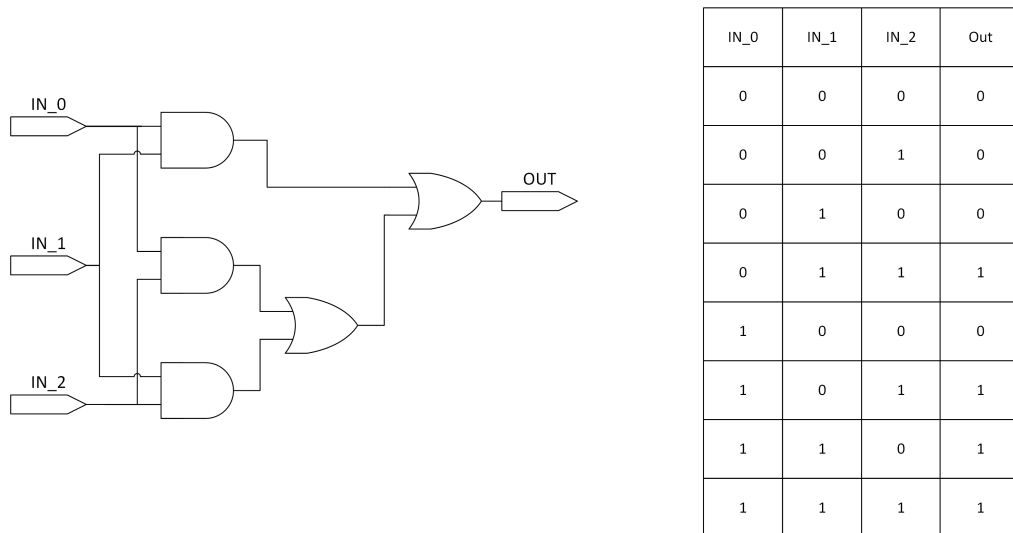 IN_0
IN_1
IN_2
OUT
IN_0 IN_1 IN_2 Out
0 0 0 0
0 0 1 0
0 1 0 0
0 1 1 1
1 0 0 0
1 0 1 1
1 1 0 1
1 1 1 1